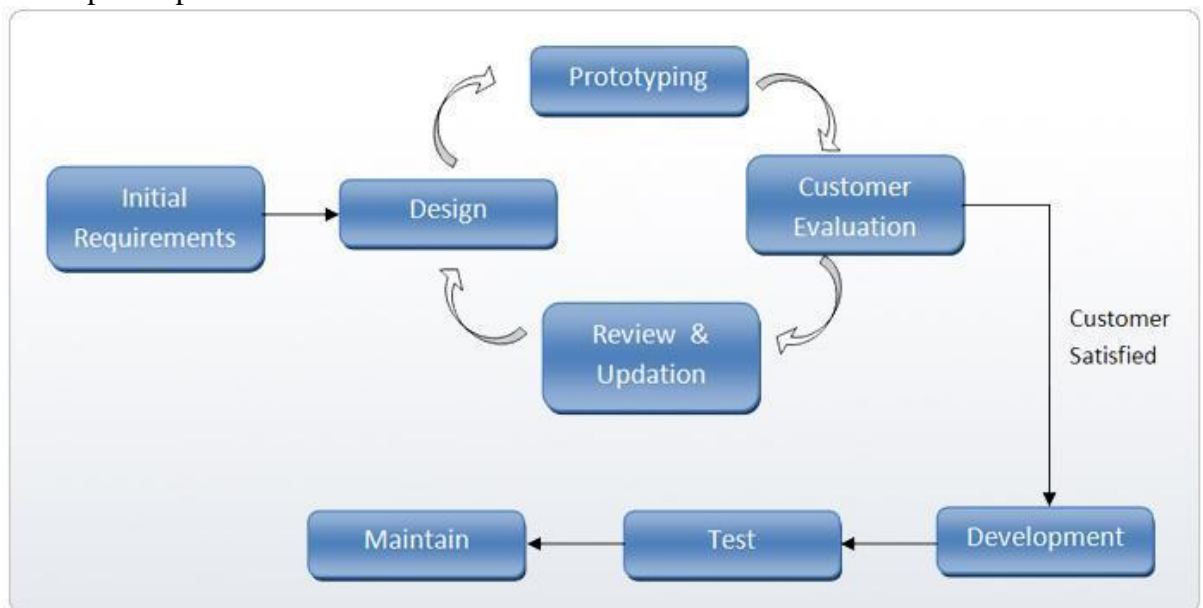 Prototyping
Initial
Requirements
Design
Customer
Evaluation
Review & 
Updation
Customer
Satisfied
Maintain
Test
Development